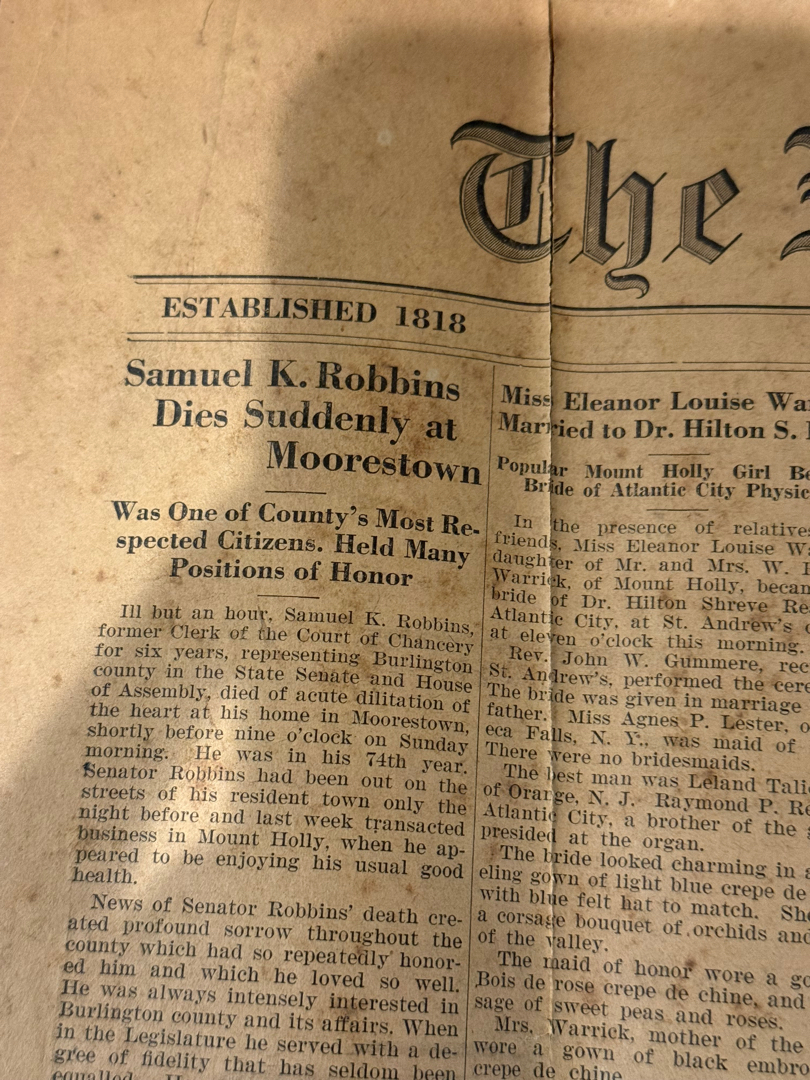 The
ESTABLISHED 1818
Samuel K. Robbins
Dies Suddenly at
Moorestown
Was One of County's Most Re-
spected Citizens. Held Many
Positions of Honor
Ill but an hour, Samuel K. Robbins,
former Clerk of the Court of Chancery
for six years, representing Burlington
county in the State Senate and House
of Assembly, died of acute dilitation of
the heart at his home in Moorestown,
shortly before nine o'clock on Sunday
morning. He was in his 74th year.
Senator Robbins had been out on the
streets of his resident town only the
night before and last week transacted
business in Mount Holly, when he ap-
peared to be enjoying his usual good
health.
News of Senator Robbins' death cre-
ated profound sorrow throughout the
county which had so repeatedly honor-
ed him and which he loved so well.
He was always intensely interested in
Burlington county and its affairs. When
in the Legislature he served with a de-
gree of fidelity that has seldom been
equalled.
Miss Eleanor Louise
Married to Dr. Hilton S.
Popular Mount Holly Girl
Bride of Atlantic City
In the presence of
friends, Miss Eleanor Louise
daughter of Mr. and Mrs. W.
Warrick, of Mount Holly,
bride of Dr. Hilton Shreve
Atlantic City, at St. Andrew's
at eleven o'clock this morning.
Rev. John W. Gummere,
St. Andrew's, performed the
The bride was given in marriage
father. Miss Agnes P. Lester,
eca Falls, N. Y., was maid of
There were no bridesmaids.
The best man was Leland
of Orange, N. J. Raymond P.
Atlantic City, a brother of the
presided at the organ.
The bride looked charming in
eling gown of light blue crepe de
with blue felt hat to match.
a corsage bouquet of orchids and
of the valley.
The maid of honor wore a
Bois de rose crepe de chine, and
sage of sweet peas and roses.
Mrs. Warrick, mother of the
wore a gown of black
crepe de chine